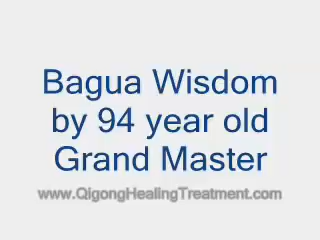 Bagua Wisdom
by 94 year old
Grand Master
www.QigongHealingTreatment.com